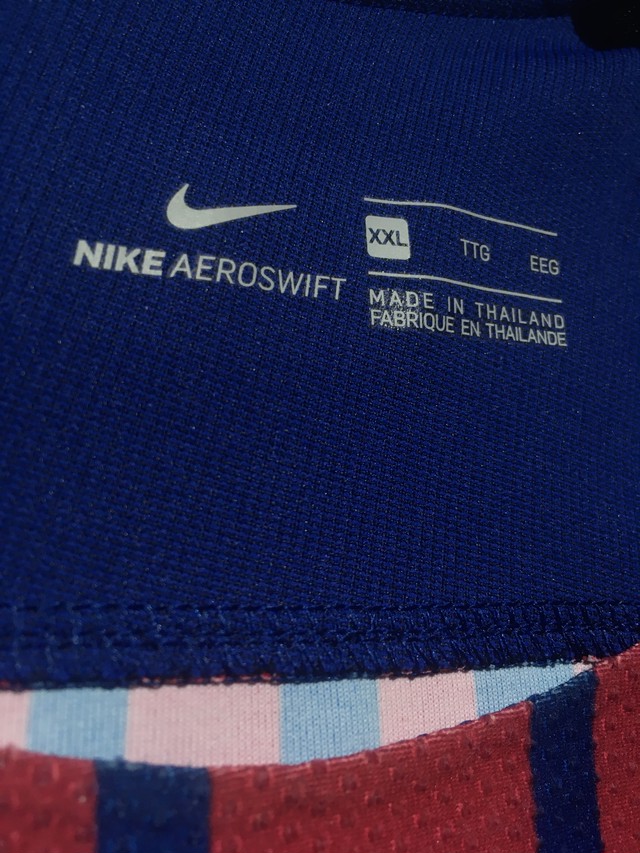 NIKE AEROSWIFT
XXL TTG EEG
MADE IN THAILAND
FABRIQUE EN THAILANDE